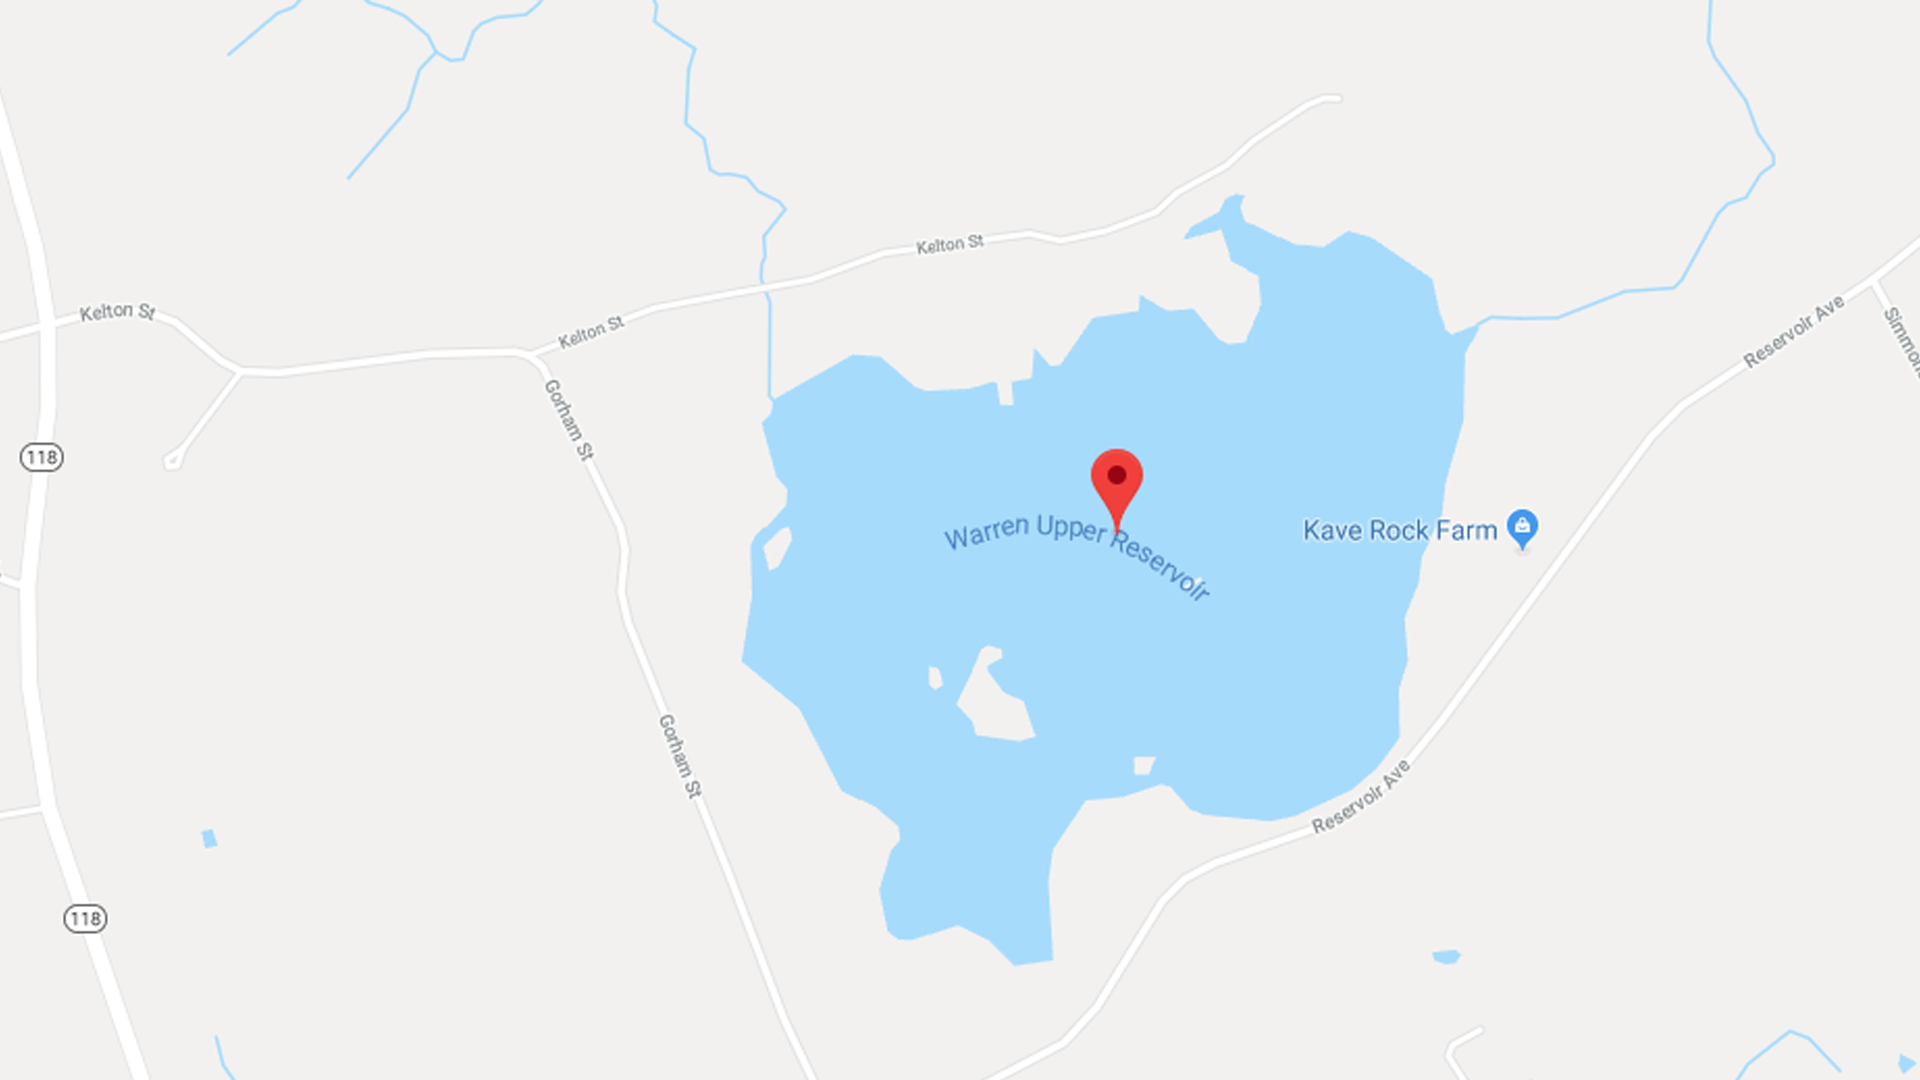 Kelton St
Kelton St
Kelton St
Reservoir Ave
Simmon
Gorham St
118
Warren Upper Reservoir
Kave Rock Farm
Gorham St
Reservoir Ave
118